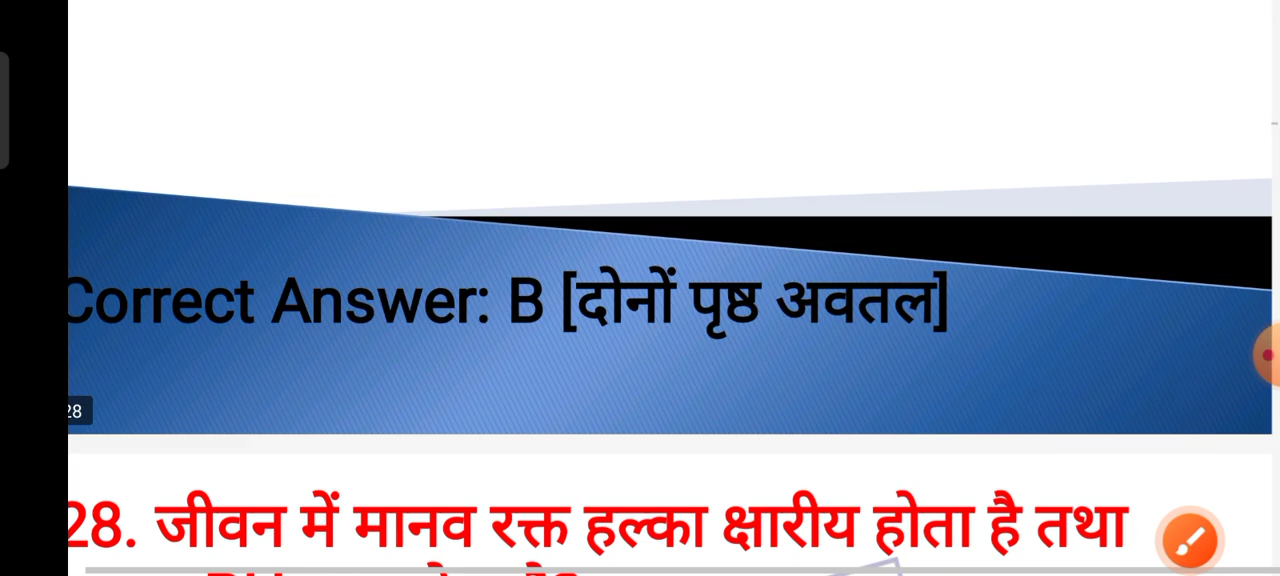 Correct Answer: B [दोनों पृष्ठ अवतल]
28
28. जीवन में मानव रक्त हल्का क्षारीय होता है तथा